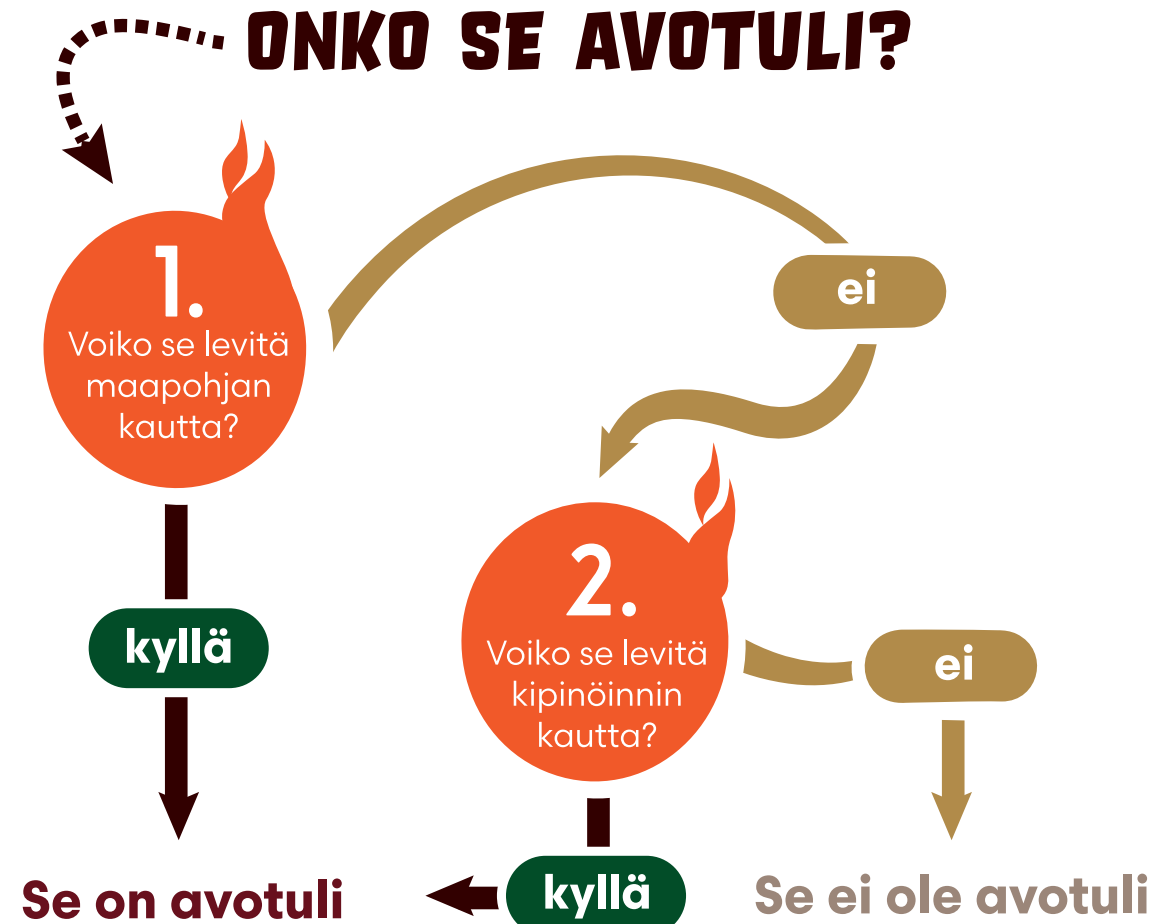 ONKO SE AVOTULI?
1.
Voiko se levitä
maapohjan
kautta?
ei
2.
Voiko se levitä
kipinöinnin
kautta?
kyllä
ei
kyllä
Se on avotuli
Se ei ole avotuli